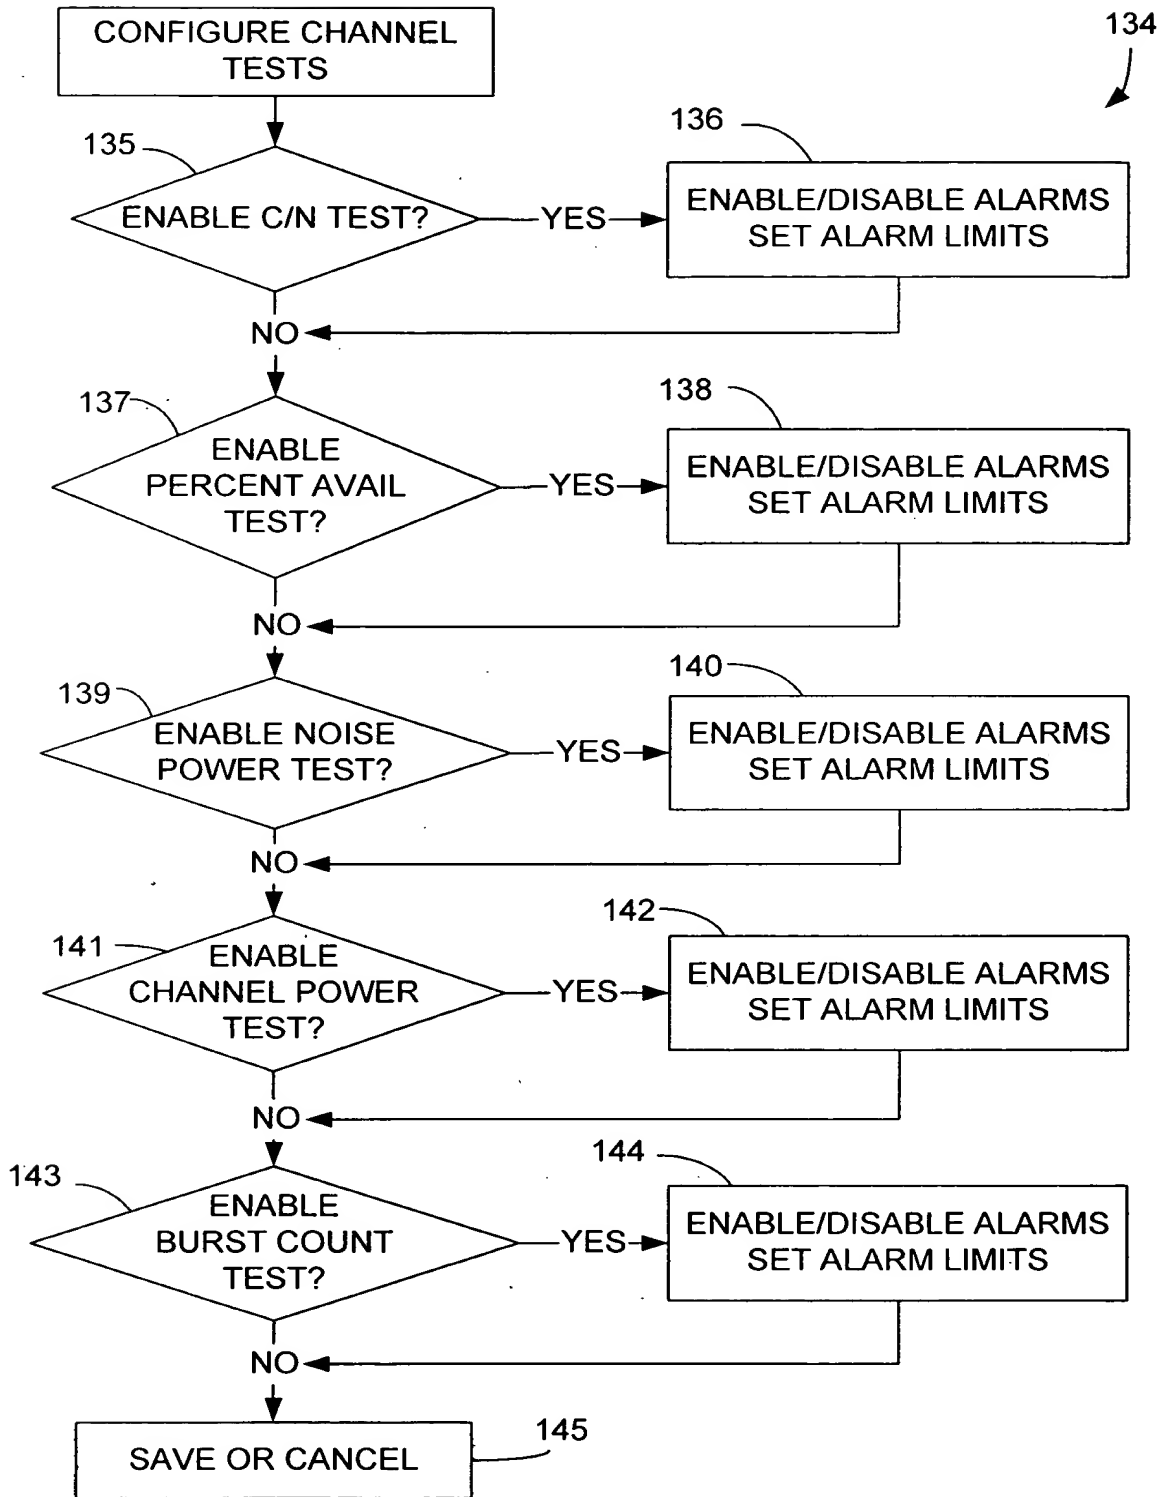 CONFIGURE CHANNEL
TESTS
134
135
ENABLE C/N TEST?
YES
136
ENABLE/DISABLE ALARMS
SET ALARM LIMITS
NO
137
ENABLE
PERCENT AVAIL
TEST?
YES
138
ENABLE/DISABLE ALARMS
SET ALARM LIMITS
NO
139
ENABLE NOISE
POWER TEST?
YES
140
ENABLE/DISABLE ALARMS
SET ALARM LIMITS
NO
141
ENABLE
CHANNEL POWER
TEST?
YES
142
ENABLE/DISABLE ALARMS
SET ALARM LIMITS
NO
143
ENABLE
BURST COUNT
TEST?
YES
144
ENABLE/DISABLE ALARMS
SET ALARM LIMITS
NO
SAVE OR CANCEL
145